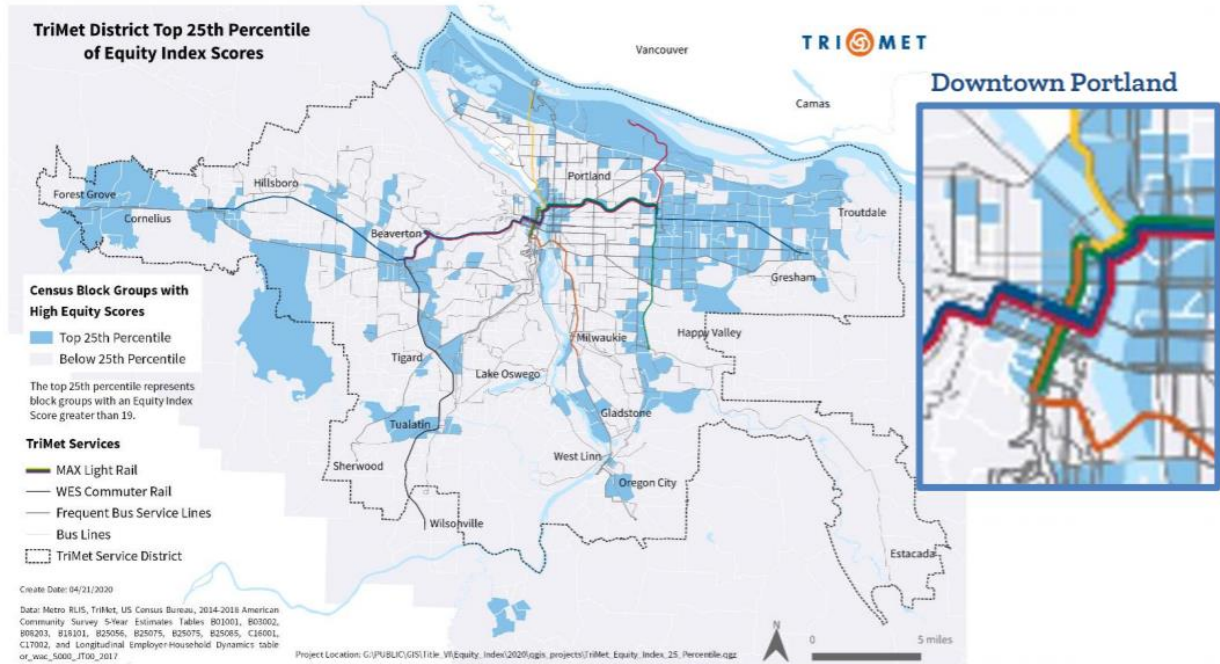 TriMet District Top 25th Percentile
of Equity Index Scores
TRI MET
Vancouver
Camas
Downtown Portland
Portland
Hillsboro
Forest Grove
Cornelius
Beaverton
Troutdale
Gresham
Happy Valley
Milwaukie
Tigard
Lake Oswego
Gladstone
Tualatin
West Linn
Sherwood
Oregon City
Wilsonville
Estacada
Census Block Groups with
High Equity Scores
Top 25th Percentile
Below 25th Percentile
The top 25th percentile represents
block groups with an Equity Index
Score greater than 19.
TriMet Services
MAX Light Rail
WES Commuter Rail
Frequent Bus Service Lines
Bus Lines
TriMet Service District
Create Date: 04/21/2020
Data: Metro RLIS, TriMet, US Census Bureau, 2014-2018 American
Community Survey 5-Year Estimates Tables B01001, B03002,
B08203, B18101, B25056, B25075, B25075, B25085, C16001,
C17002, and Longitudinal Employer-Household Dynamics table
or_wac_S000_JT00_2017
Project Location: G:\PUBLIC\GIS\Title_VI\Equity_Index\2020\qgis_projects\TriMet_Equity_Index_25_Percentile.qgz
N
0 5 miles